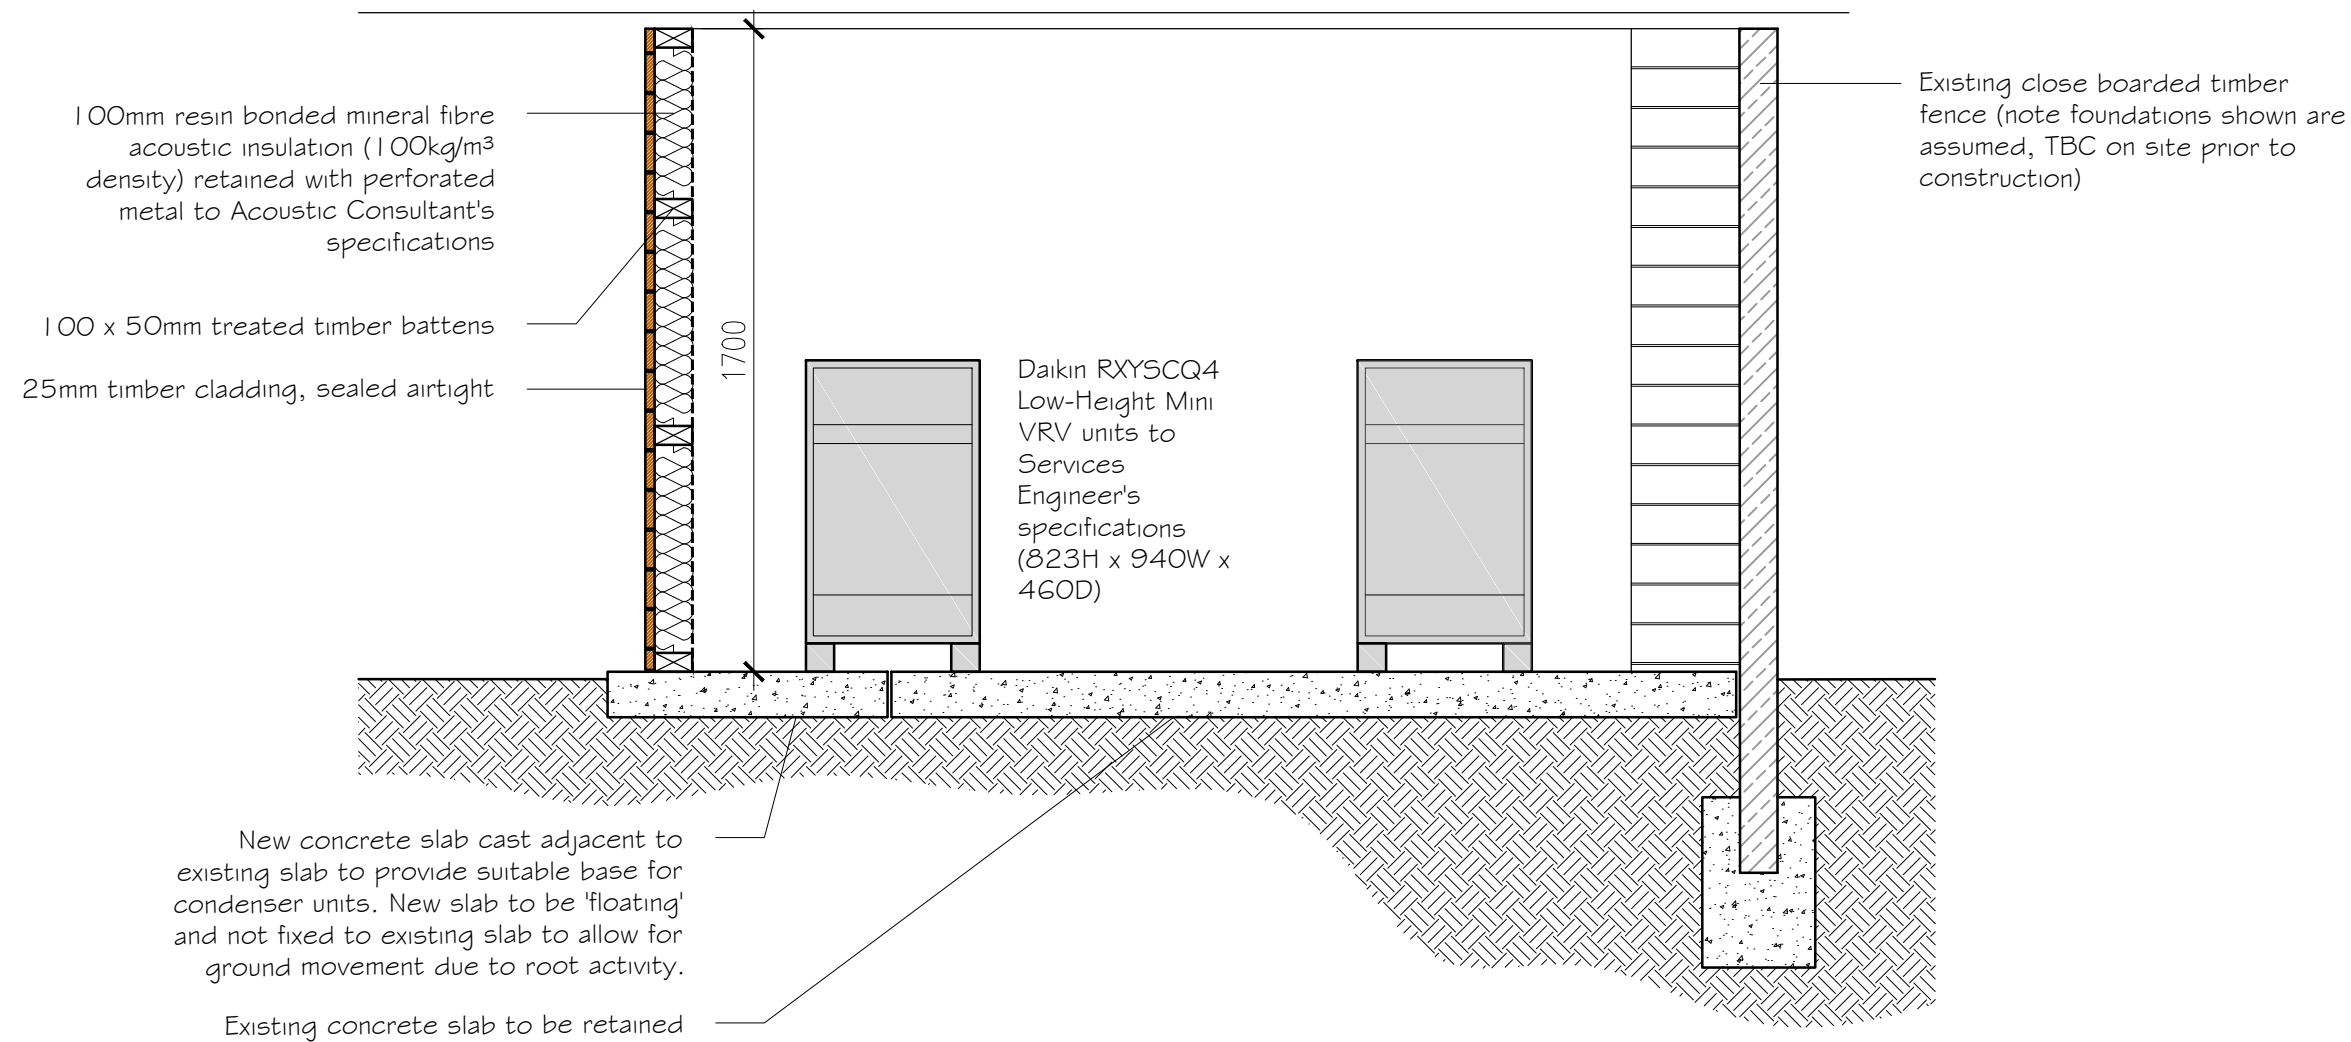 100mm resin bonded mineral fibre
acoustic insulation (100kg/m³
density) retained with perforated
metal to Acoustic Consultant's
specifications
100 x 50mm treated timber battens
25mm timber cladding, sealed airtight
1700
Daikin RXYSCQ4
Low-Height Mini
VRV units to
Services
Engineer's
specifications
(823H x 940W x
460D)
Existing close boarded timber
fence (note foundations shown are
assumed, TBC on site prior to
construction)
New concrete slab cast adjacent to
existing slab to provide suitable base for
condenser units. New slab to be 'floating'
and not fixed to existing slab to allow for
ground movement due to root activity.
Existing concrete slab to be retained